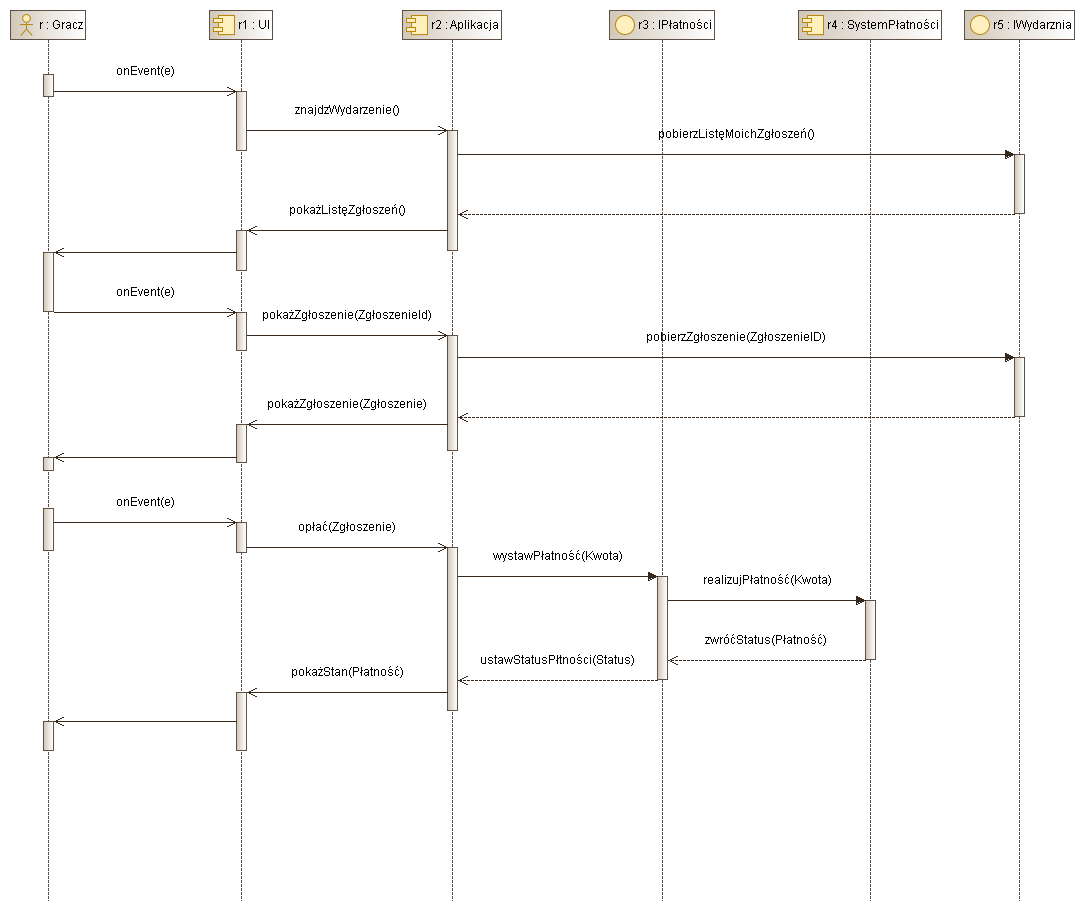 r : Gracz
r1 : UI
r2 : Aplikacja
r3 : IPłatności
r4 : SystemPłatności
r5 : IWydarznia
onEvent(e)
znajdzWydarzenie()
pobierzListęMoichZgłoszeń()
pokażListęZgłoszeń()
onEvent(e)
pokażZgłoszenie(ZgłoszenieId)
pobierzZgłoszenie(ZgłoszenieID)
pokażZgłoszenie(Zgłoszenie)
onEvent(e)
opłać(Zgłoszenie)
wystawPłatność(Kwota)
realizujPłatność(Kwota)
zwróćStatus(Płatność)
ustawStatusPłtności(Status)
pokażStan(Płatność)